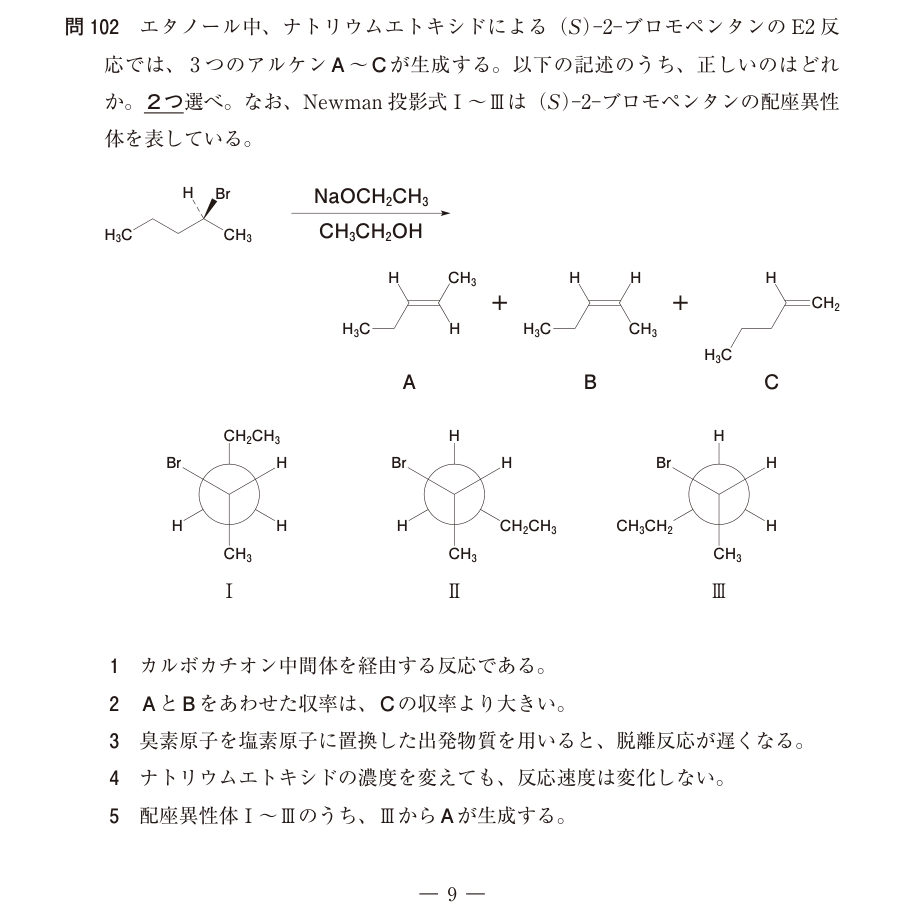 問 102　エタノール中、ナトリウムエトキシドによる（S）-2-ブロモペンタンの E2 反
応では、３つのアルケンA～Cが生成する。以下の記述のうち、正しいのはどれ
か。２つ選べ。なお、Newman 投影式Ⅰ～Ⅲは（S）-2-ブロモペンタンの配座異性
体を表している。
H Br
H₃C CH₃
NaOCH₂CH₃
CH₃CH₂OH
H CH₃ H₃C H
+
H H H₃C CH₃
+
H CH₂ H₃C
A B C
CH₂CH₃ Br H H H CH₃
H Br H H CH₂CH₃ CH₃
H Br H CH₃CH₂ H CH₃
Ⅰ Ⅱ Ⅲ
1　カルボカチオン中間体を経由する反応である。
2　AとBをあわせた収率は、Cの収率より大きい。
3　臭素原子を塩素原子に置換した出発物質を用いると、脱離反応が遅くなる。
4　ナトリウムエトキシドの濃度を変えても、反応速度は変化しない。
5　配座異性体Ⅰ～Ⅲのうち、ⅢからAが生成する。
— 9 —